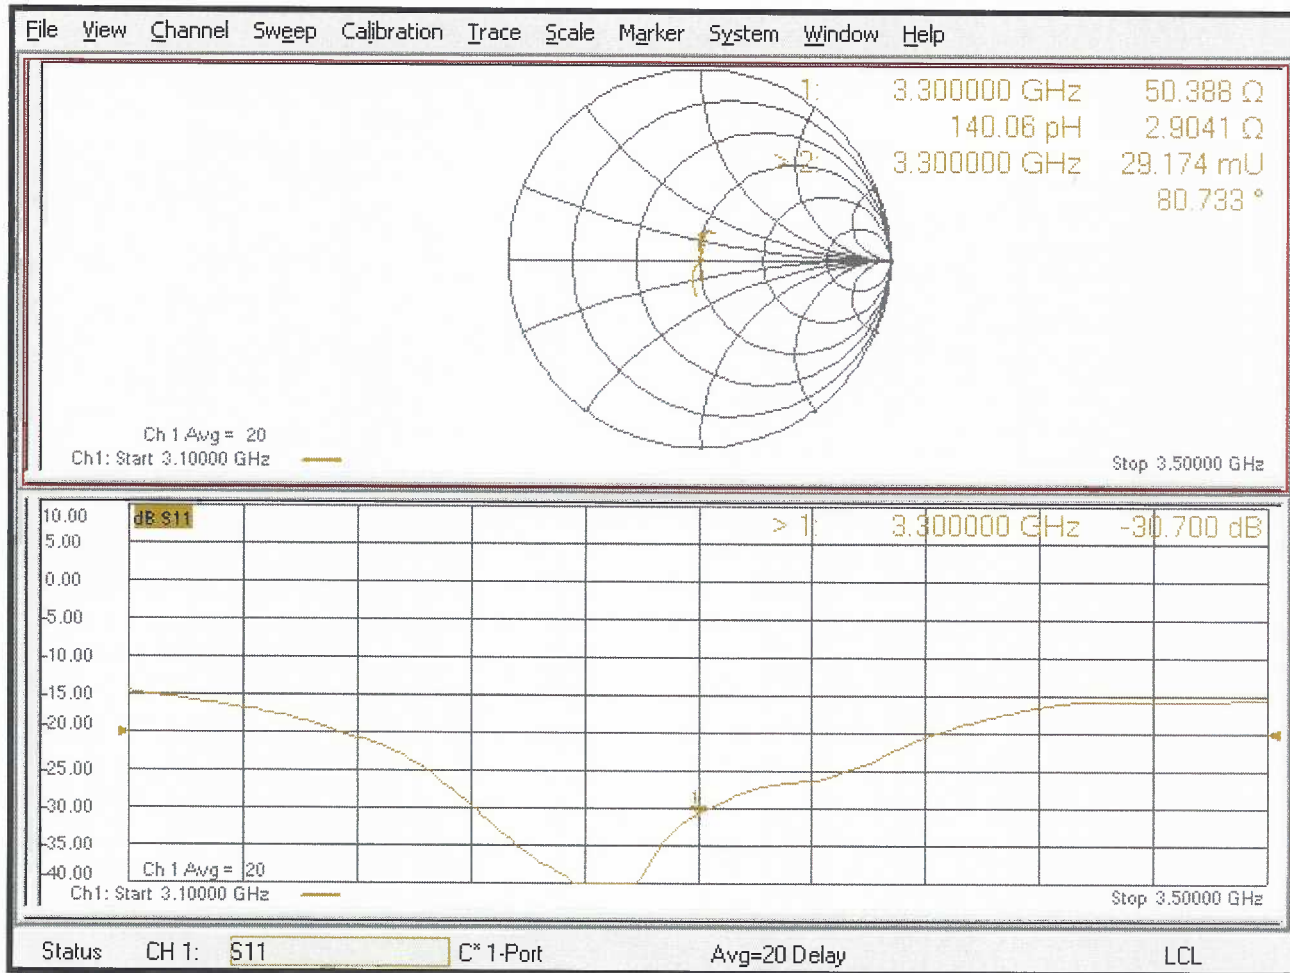 File View Channel Sweep Calibration Trace Scale Marker System Window Help
1: 3.300000 GHz 50.388 Ω
140.06 pH 2.9041 Ω
> 2: 3.300000 GHz 29.174 mU
80.733 °
Ch 1 Avg = 20
Ch1: Start 3.10000 GHz
Stop 3.50000 GHz
10.00
dB S11
> 1: 3.300000 GHz -30.700 dB
5.00
0.00
-5.00
-10.00
-15.00
-20.00
-25.00
-30.00
1
-35.00
-40.00
Ch 1 Avg = 20
Ch1: Start 3.10000 GHz
Stop 3.50000 GHz
Status CH 1: S11 C* 1-Port Avg=20 Delay LCL